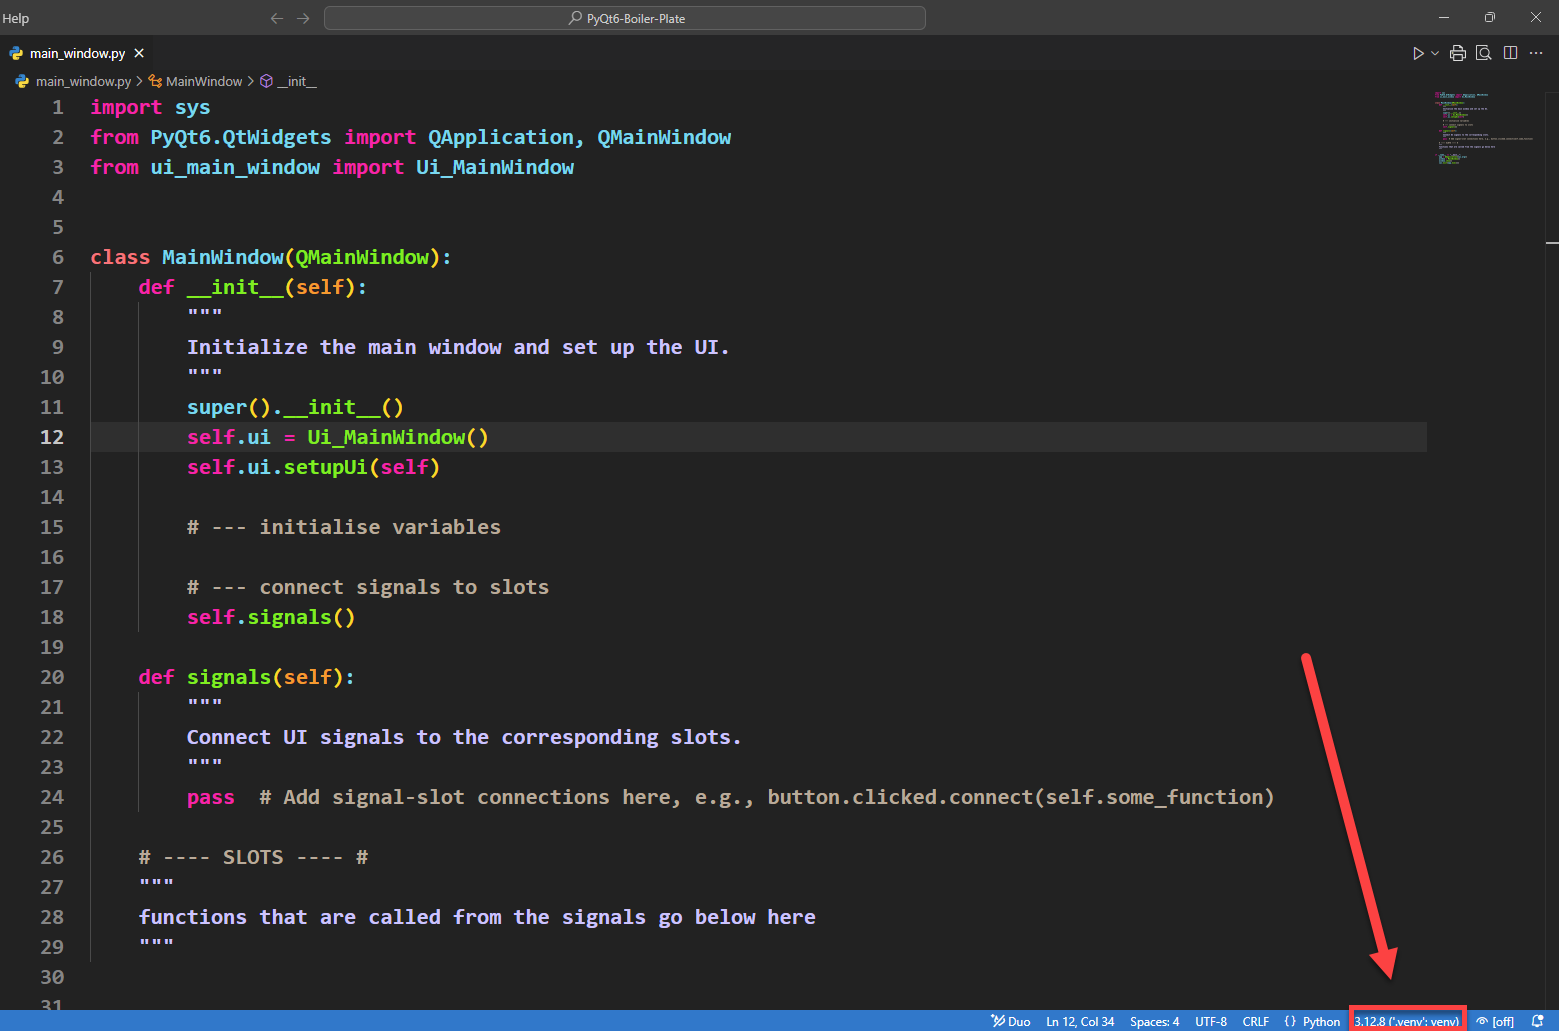 Help
PyQt6-Boiler-Plate
main_window.py
main_window.py > MainWindow > __init__
1 import sys
2 from PyQt6.QtWidgets import QApplication, QMainWindow
3 from ui_main_window import Ui_MainWindow
4
5
6 class MainWindow(QMainWindow):
7 def __init__(self):
8 """
9 Initialize the main window and set up the UI.
10 """
11 super().__init__()
12 self.ui = Ui_MainWindow()
13 self.ui.setupUi(self)
14
15 # --- initialise variables
16
17 # --- connect signals to slots
18 self.signals()
19
20 def signals(self):
21 """
22 Connect UI signals to the corresponding slots.
23 """
24 pass # Add signal-slot connections here, e.g., button.clicked.connect(self.some_function)
25
26 # ---- SLOTS ---- #
27 """
28 functions that are called from the signals go below here
29 """
30
31
Duo Ln 12, Col 34 Spaces: 4 UTF-8 CRLF {} Python 3.12.8 ('.venv': venv) [off]